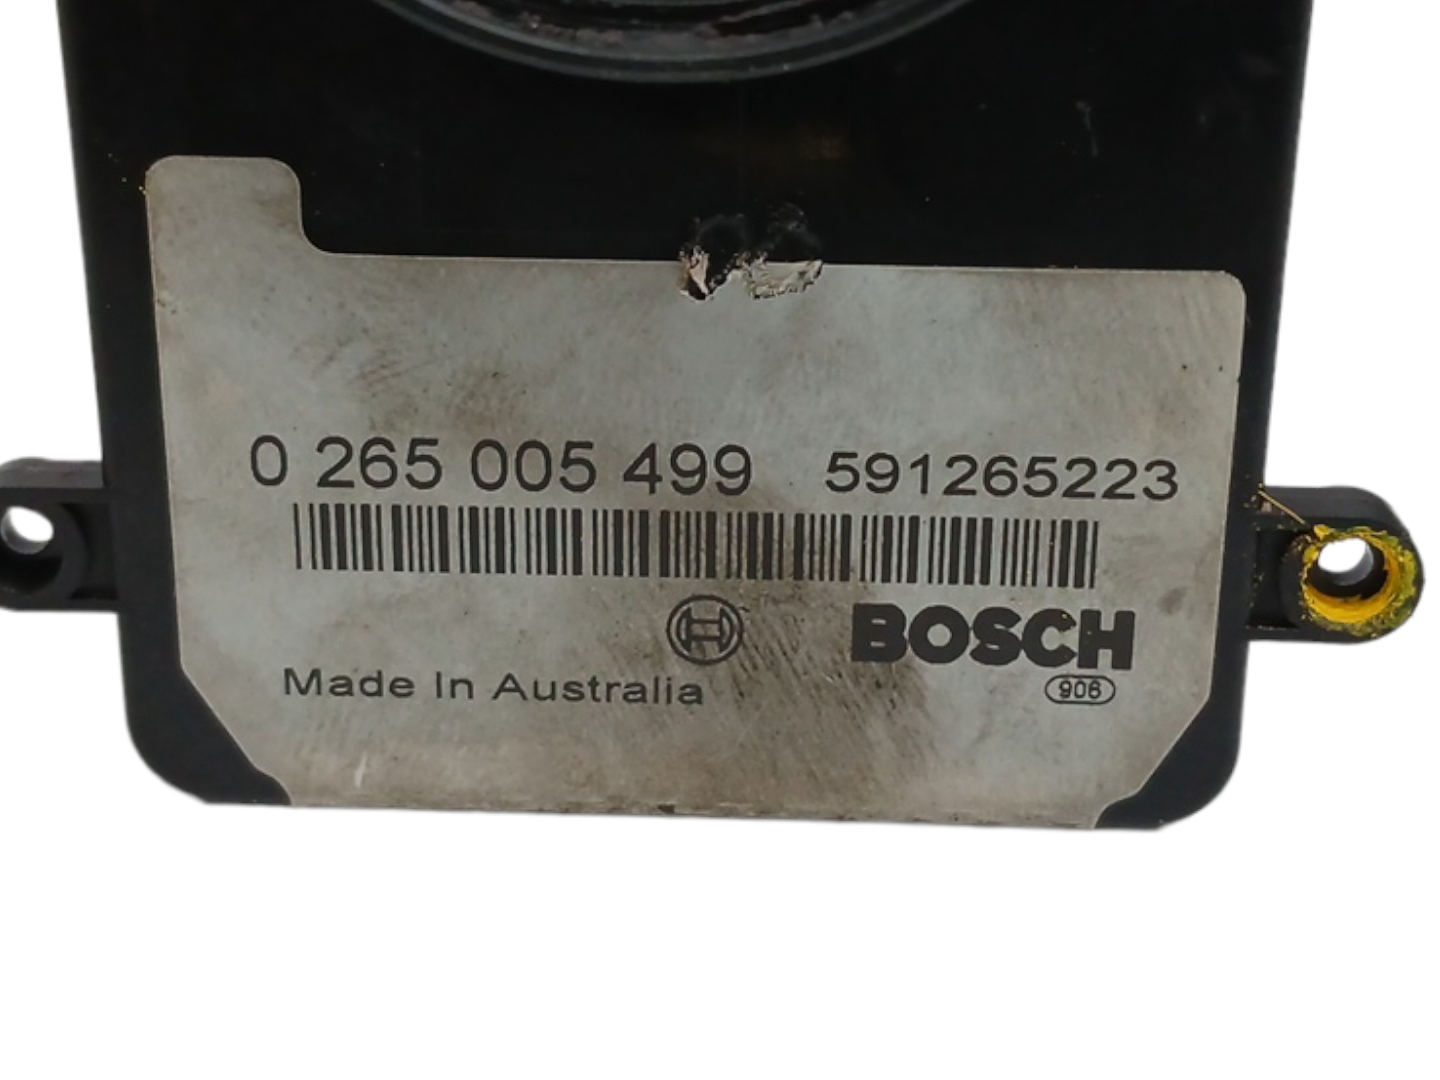 0 265 005 499 591265223
BOSCH
Made In Australia
906